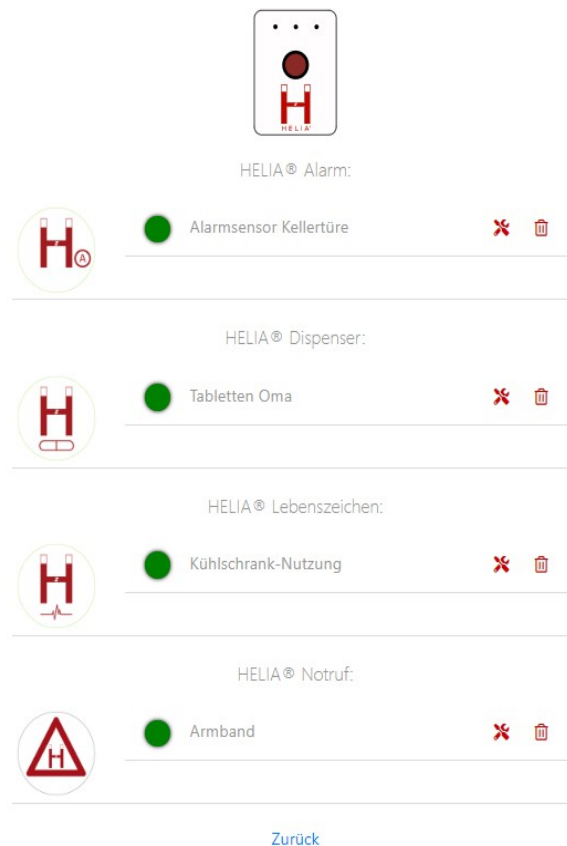 H
HELIA®
HELIA® Alarm:
H A
Alarmsensor Kellertüre
HELIA® Dispenser:
H
Tabletten Oma
HELIA® Lebenszeichen:
H
Kühlschrank-Nutzung
HELIA® Notruf:
H
Armband
Zurück